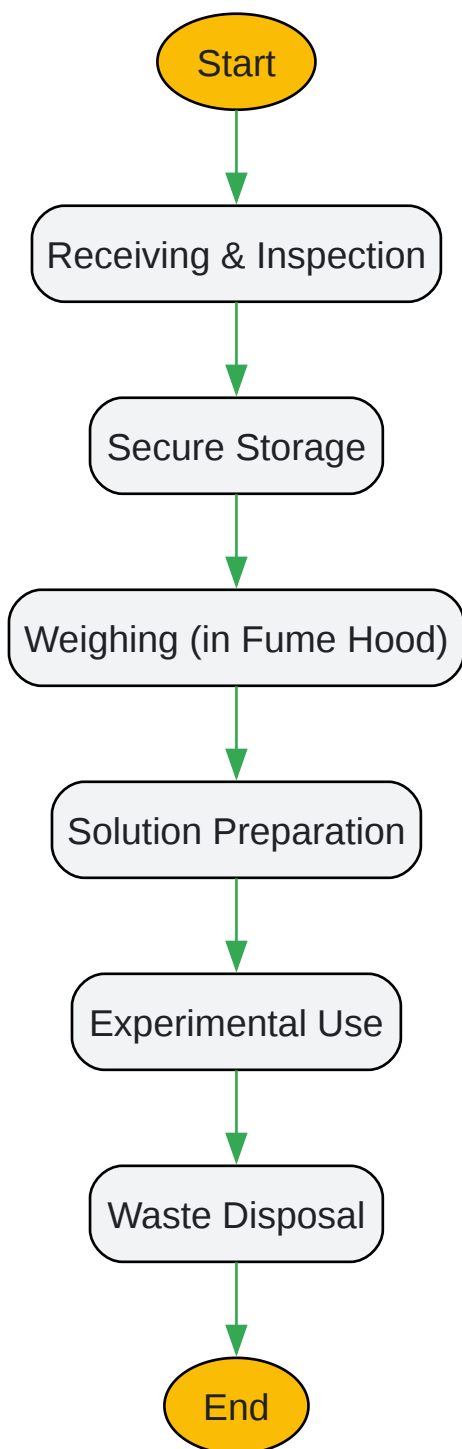 Start
Receiving & Inspection
Secure Storage
Weighing (in Fume Hood)
Solution Preparation
Experimental Use
Waste Disposal
End